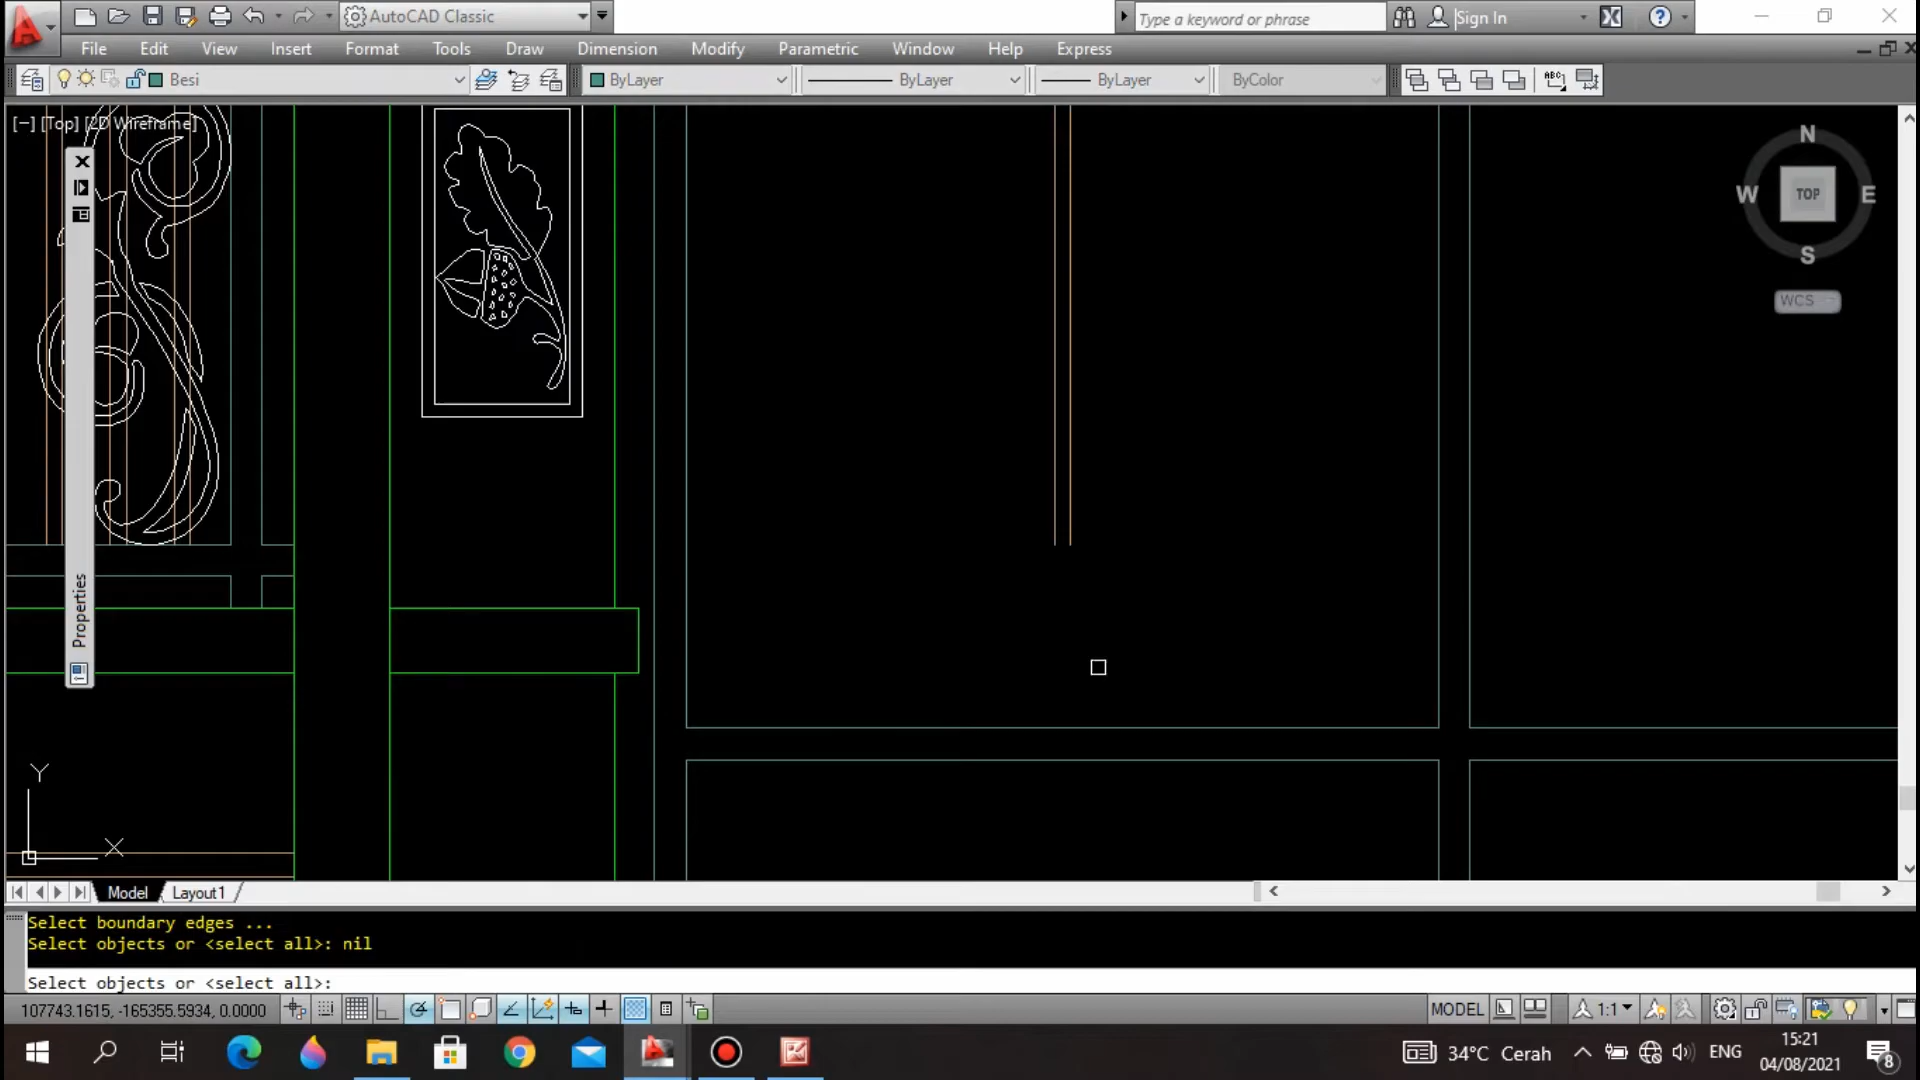 AutoCAD Classic
Type a keyword or phrase
Sign In
File Edit View Insert Format Tools Draw Dimension Modify Parametric Window Help Express
Besi
ByLayer
ByLayer
ByLayer
ByColor
ABC
[−] [Top] [2D Wireframe]
N
W TOP E
S
WCS
Properties
Y
X
Model Layout1
Select boundary edges ...
Select objects or <select all>: nil
Select objects or <select all>:
107743.1615, -165355.5934, 0.0000
MODEL
1:1
34°C Cerah
ENG
15:21
04/08/2021
8